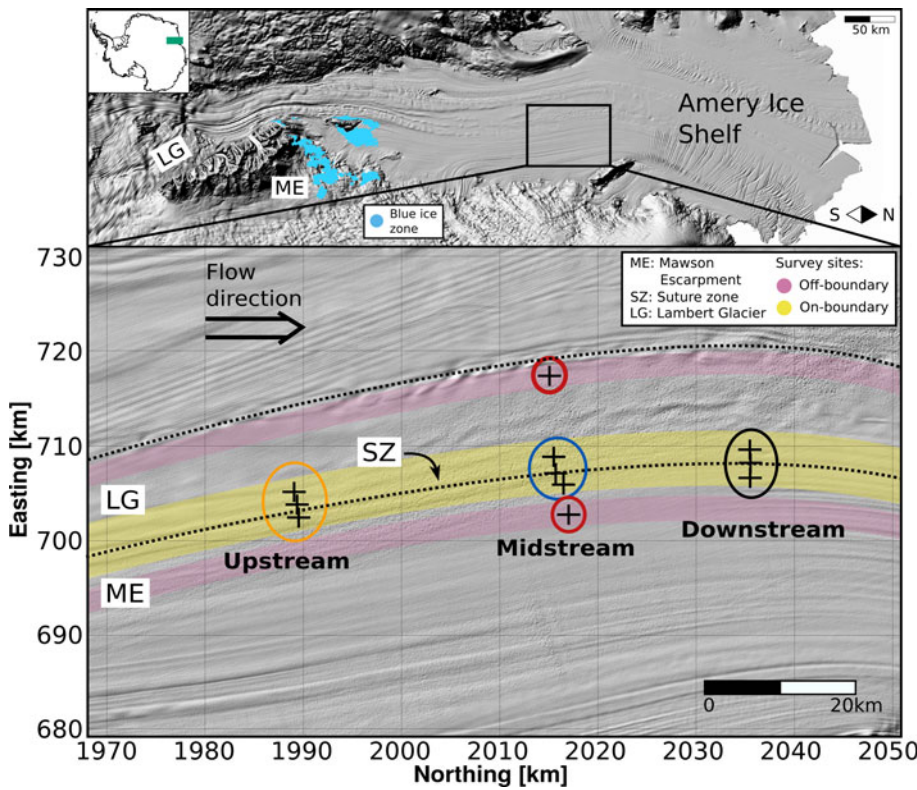 50 km
Amery Ice
Shelf
LG
ME
Blue ice
zone
S
N
730
720
710
700
690
680
Easting [km]
Flow
direction
ME: Mawson
Escarpment
SZ: Suture zone
LG: Lambert Glacier
Survey sites:
Off-boundary
On-boundary
SZ
LG
ME
Upstream
Midstream
Downstream
0
20km
1970
1980
1990
2000
2010
2020
2030
2040
2050
Northing [km]